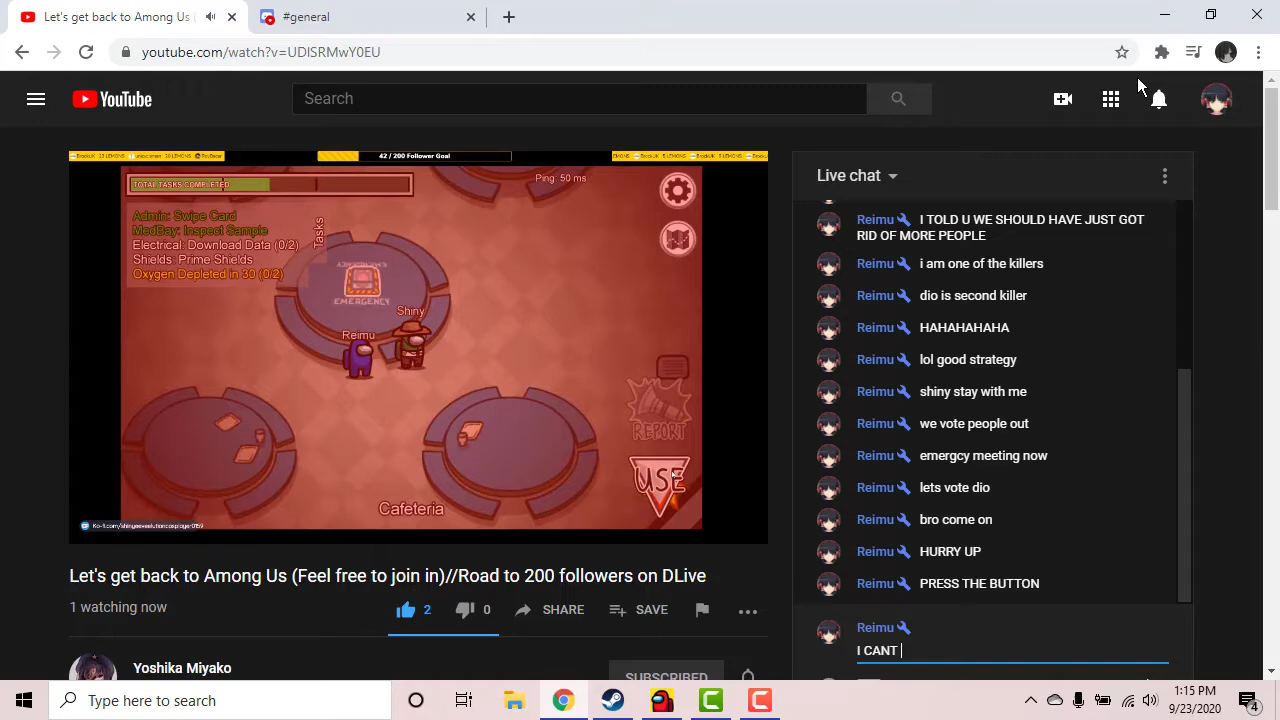 Let's get back to Among Us (
#general
youtube.com/watch?v=UDISRMwY0EU
YouTube
Search
42 / 200 Follower Goal
TOTAL TASKS COMPLETED
Ping: 50 ms
Admin: Swipe Card
MedBay: Inspect Sample
Electrical: Download Data (0/2)
Shields: Prime Shields
Oxygen Depleted in 30 (0/2)
Tasks
EMERGENCY
EMERGENCY
Shiny
Reimu
REPORT
USE
Cafeteria
Let's get back to Among Us (Feel free to join in)//Road to 200 followers on DLive
1 watching now
2
0
SHARE
SAVE
Yoshika Miyako
SUBSCRIBED
Live chat
Reimu I TOLD U WE SHOULD HAVE JUST GOT
RID OF MORE PEOPLE
Reimu i am one of the killers
Reimu dio is second killer
Reimu HAHAHAHAHA
Reimu lol good strategy
Reimu shiny stay with me
Reimu we vote people out
Reimu emergcy meeting now
Reimu lets vote dio
Reimu bro come on
Reimu HURRY UP
Reimu PRESS THE BUTTON
Reimu
I CANT
Type here to search
1:15 PM
9/23/2020
4